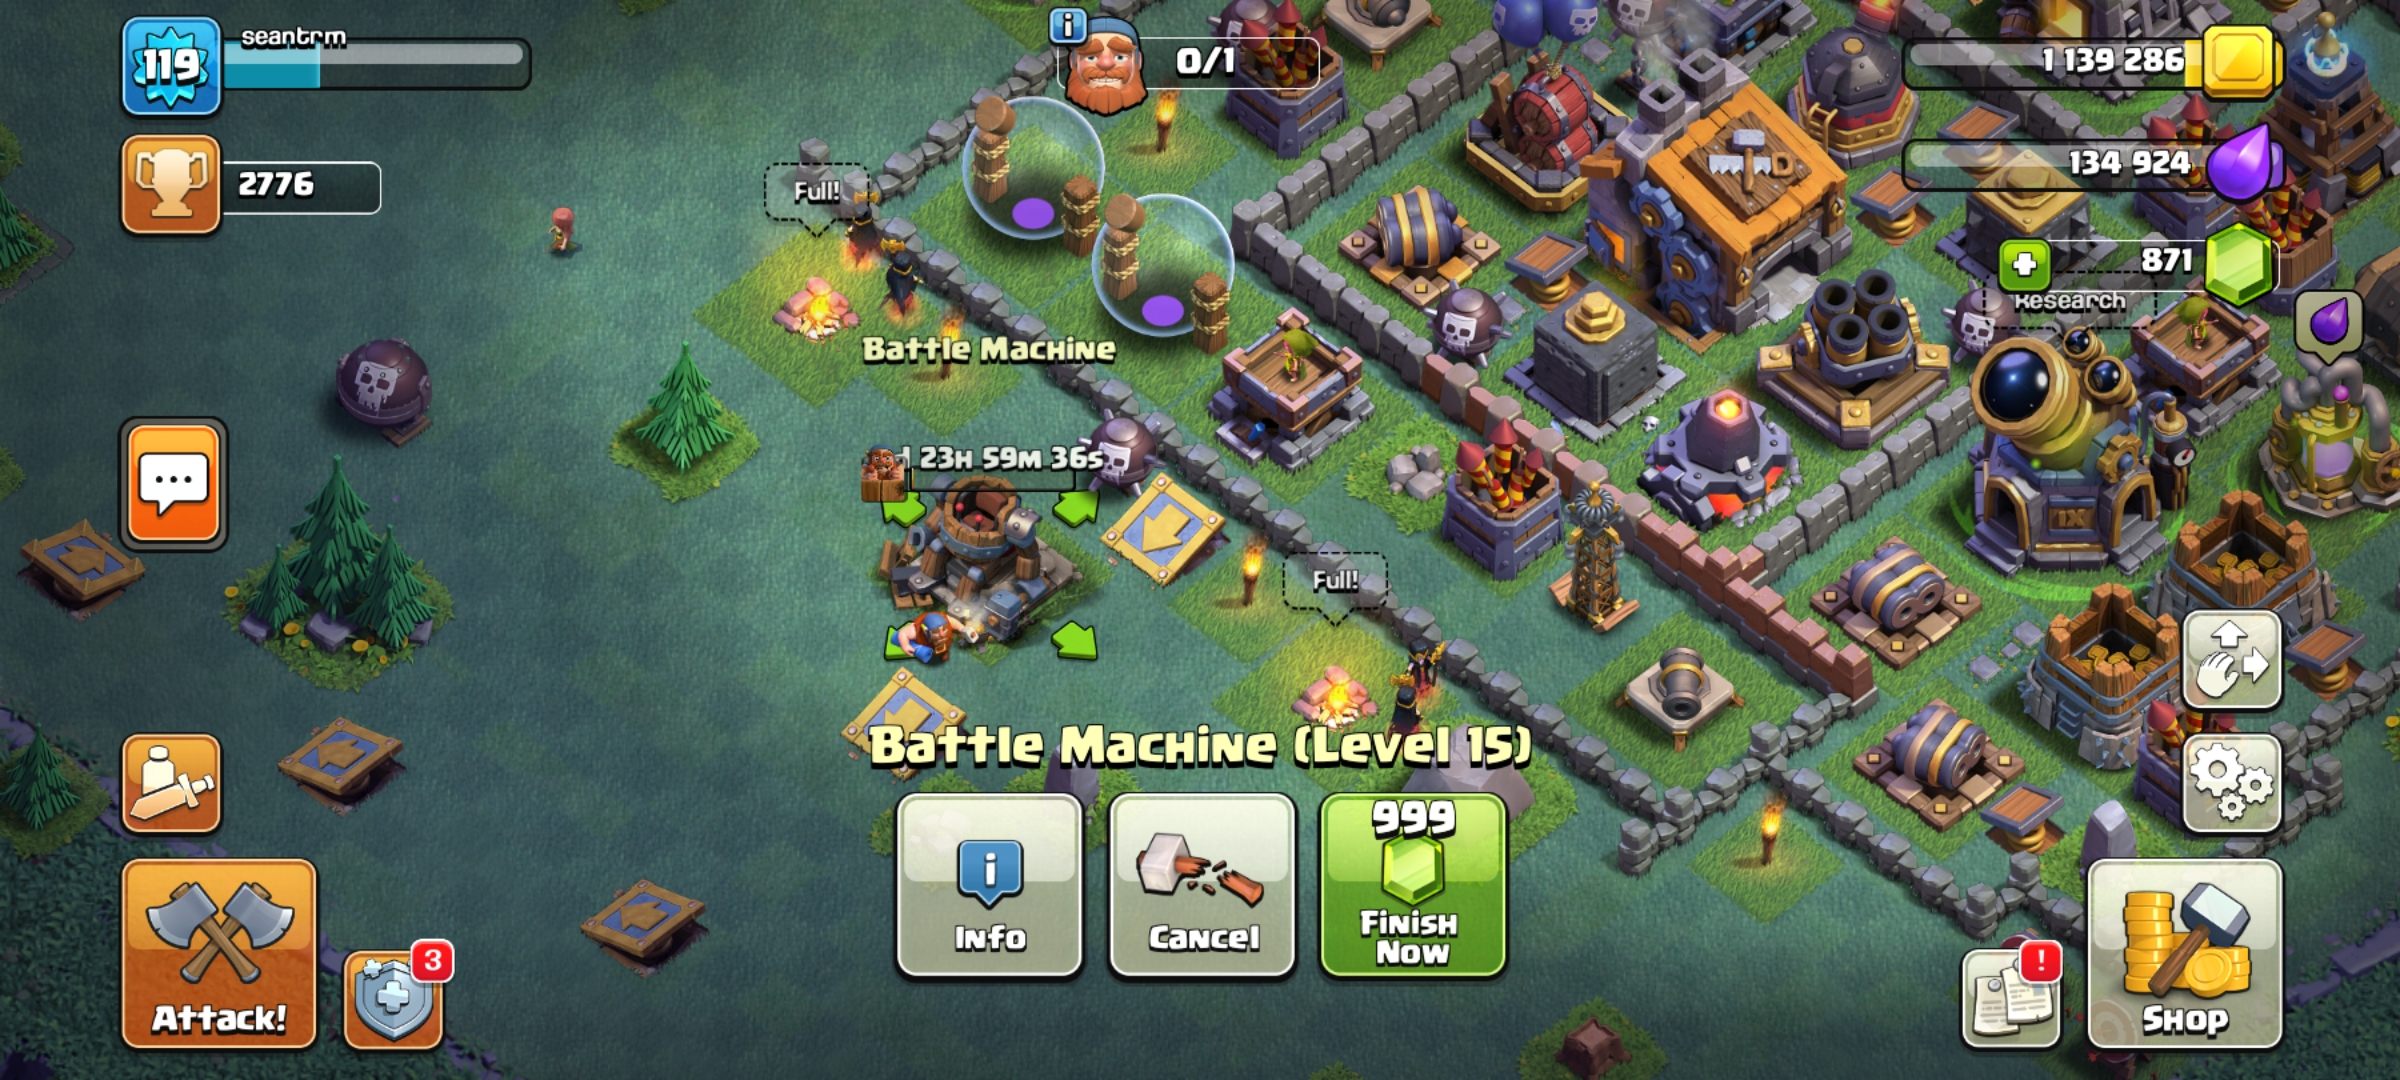 seantrm
119
0/1
1 139 286
2776
Full!
134 924
871
Research
Battle Machine
23H 59M 36s
Full!
IX
Battle Machine (Level 15)
999
Info
Cancel
Finish
Now
3
!
Attack!
Shop